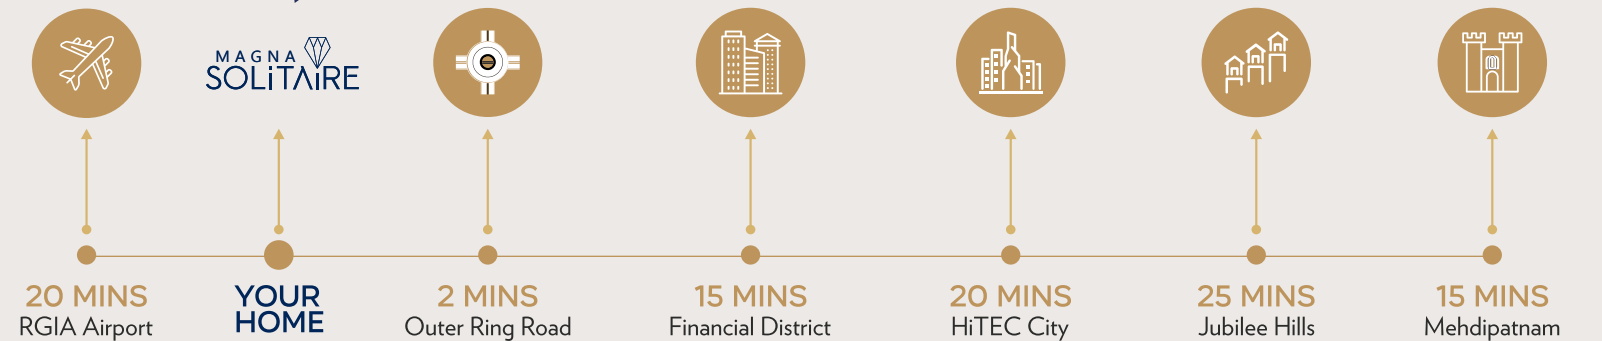 MAGNA
SOLiTAiRE
20 MINS
RGIA Airport
YOUR
HOME
2 MINS
Outer Ring Road
15 MINS
Financial District
20 MINS
HiTEC City
25 MINS
Jubilee Hills
15 MINS
Mehdipatnam